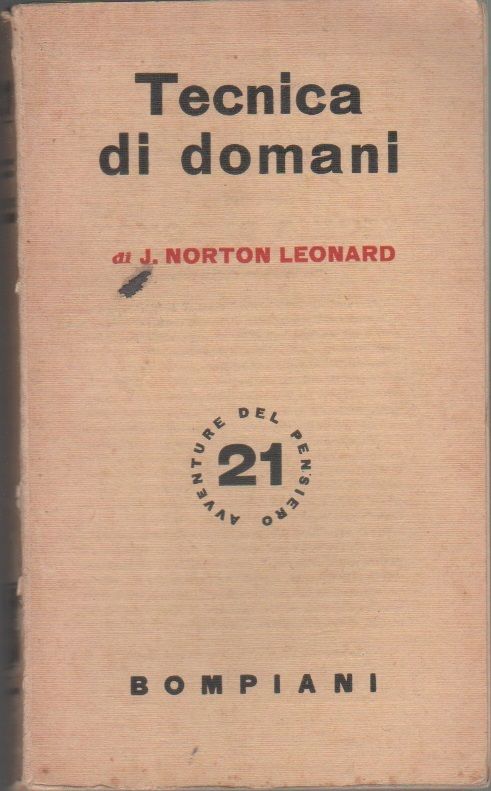 Tecnica
di domani
di J. NORTON LEONARD
AVVENTURE DEL PENSIERO
21
BOMPIANI